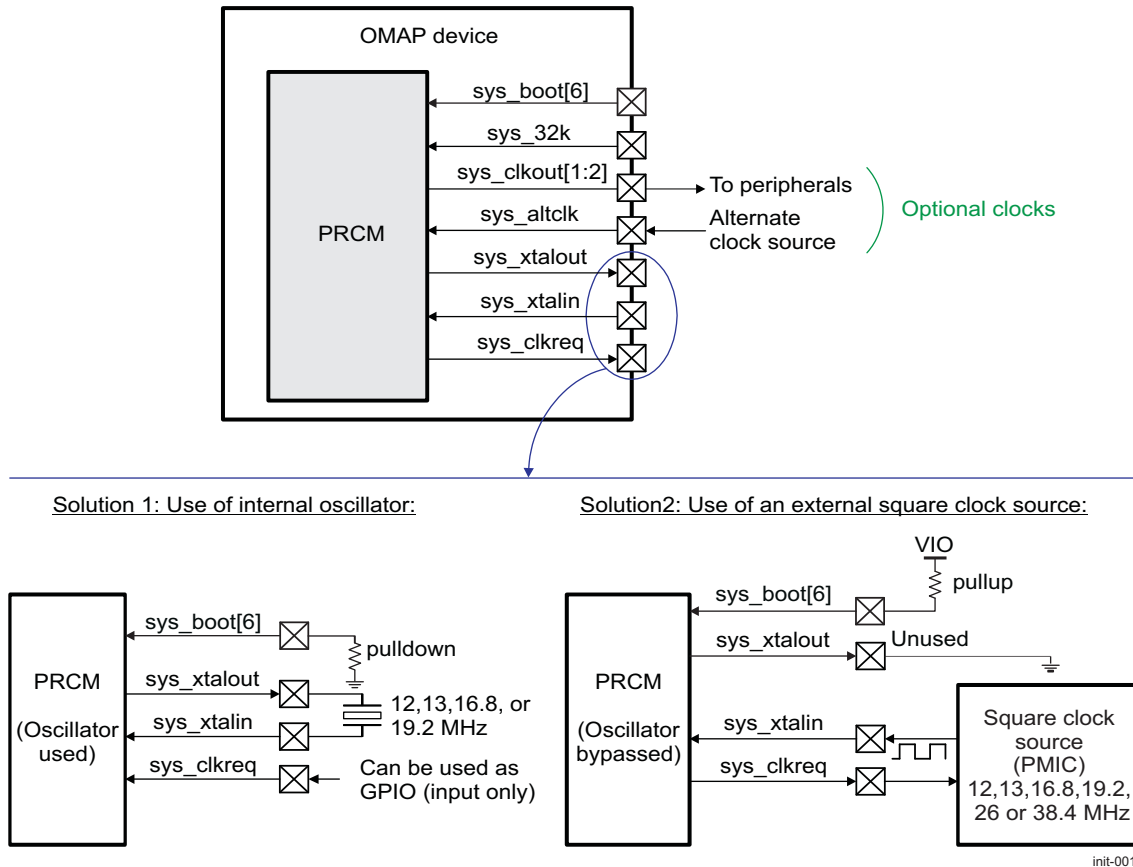 OMAP device
sys_boot[6]
sys_32k
sys_clkout[1:2]
To peripherals
sys_altclk
Alternate
clock source
Optional clocks
PRCM
sys_xtalout
sys_xtalin
sys_clkreq
Solution 1: Use of internal oscillator:
sys_boot[6]
pulldown
PRCM
(Oscillator
used)
sys_xtalout
12,13,16.8, or
19.2 MHz
sys_xtalin
sys_clkreq
Can be used as
GPIO (input only)
Solution2: Use of an external square clock source:
VIO
pullup
sys_boot[6]
sys_xtalout
Unused
PRCM
(Oscillator
bypassed)
sys_xtalin
sys_clkreq
Square clock
source
(PMIC)
12,13,16.8,19.2,
26 or 38.4 MHz
init-001